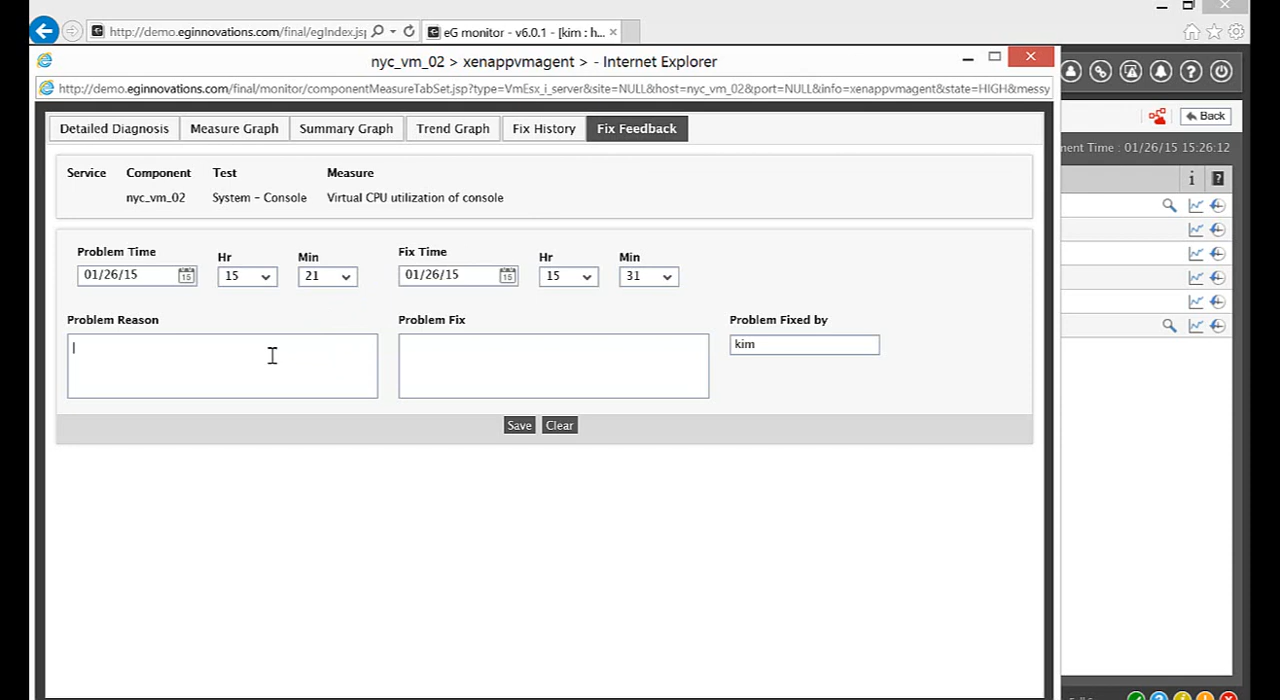 http://demo.eginnovations.com/final/egIndex.jsp
eG monitor - v6.0.1 - [kim : h...
nyc_vm_02 > xenappvmagent > - Internet Explorer
http://demo.eginnovations.com/final/monitor/componentMeasureTabSet.jsp?type=VmEsx_i_server&site=NULL&host=nyc_vm_02&port=NULL&info=xenappvmagent&state=HIGH&messy
Back
Detailed Diagnosis Measure Graph Summary Graph Trend Graph Fix History Fix Feedback
Time : 01/26/15 15:26:12
Service Component Test Measure
nyc_vm_02 System - Console Virtual CPU utilization of console
Problem Time Hr Min Fix Time Hr Min
01/26/15 15 15 21 01/26/15 15 15 31
Problem Reason Problem Fix Problem Fixed by
kim
Save Clear